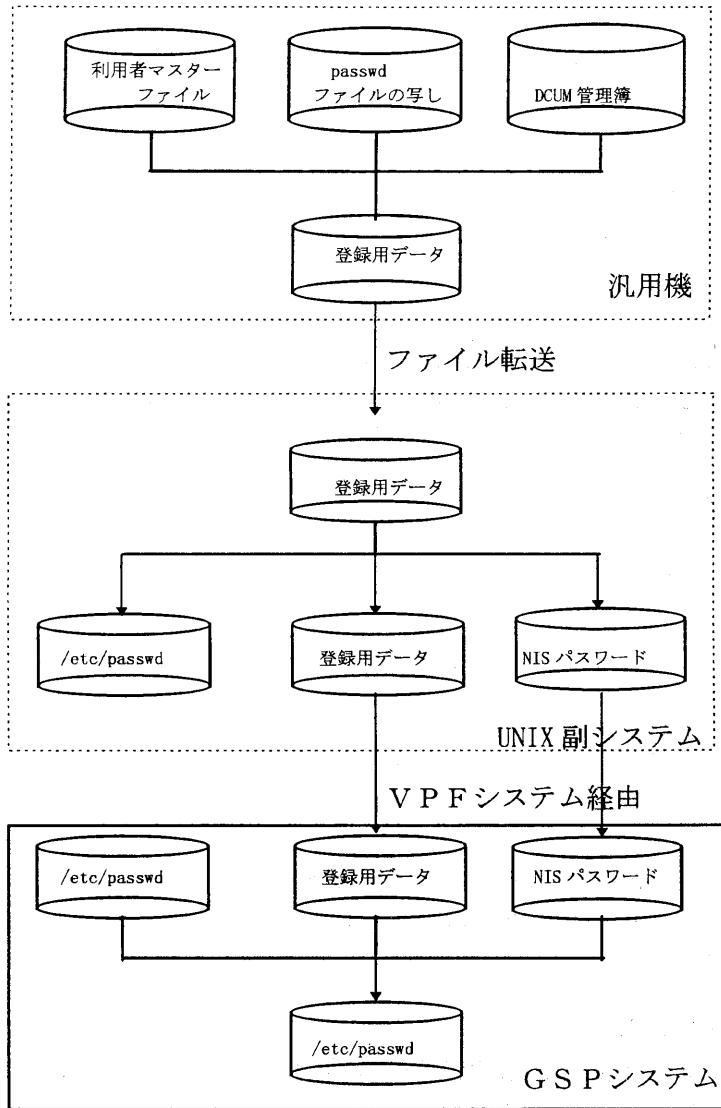 利用者マスター
ファイル
passwd
ファイルの写し
DCUM 管理簿
登録用データ
汎用機
ファイル転送
登録用データ
/etc/passwd
登録用データ
NIS パスワード
UNIX 副システム
ＶＰＦシステム経由
/etc/passwd
登録用データ
NIS パスワード
/etc/passwd
ＧＳＰシステム